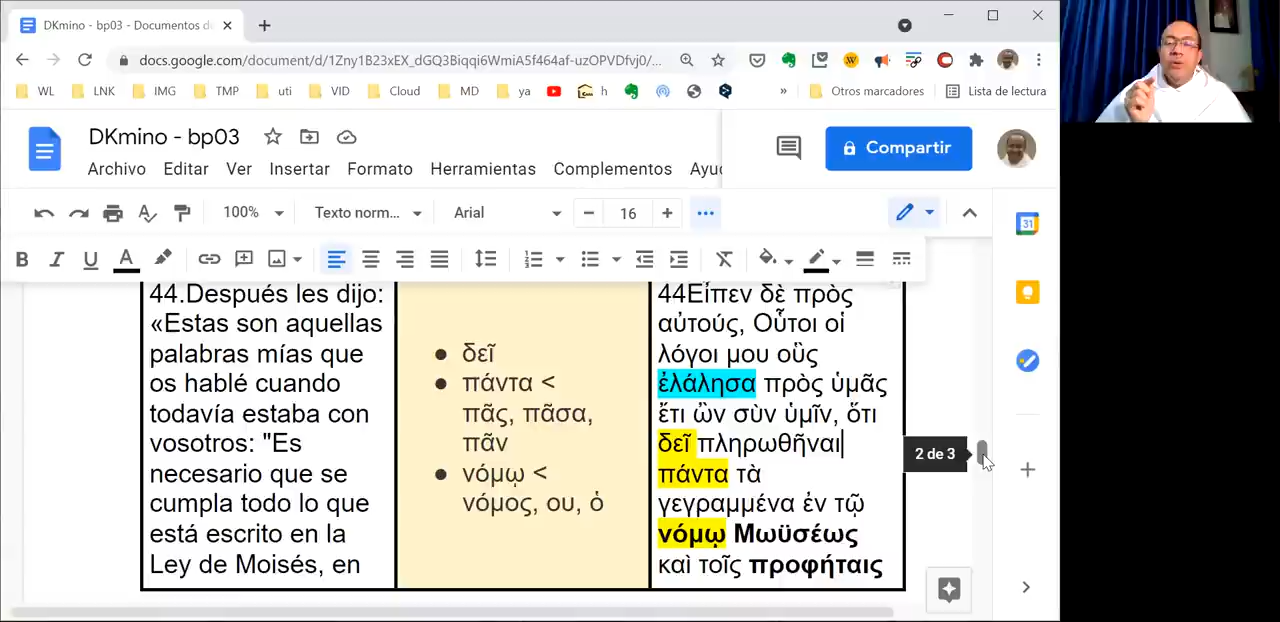 DKmino - bp03 - Documentos d
docs.google.com/document/d/1Zny1B23xEX_dGQ3Biqqi6WmiA5f464af-uzOPVDfvj0/...
WL LNK IMG TMP uti VID Cloud MD ya h » Otros marcadores Lista de lectura
DKmino - bp03
Compartir
Archivo Editar Ver Insertar Formato Herramientas Complementos Ayu
100% Texto norm... Arial 16
B I U A
31
44.Después les dijo:
«Estas son aquellas
palabras mías que
os hablé cuando
todavía estaba con
vosotros: "Es
necesario que se
cumpla todo lo que
está escrito en la
Ley de Moisés, en
● δεῖ
● πάντα <
πᾶς, πᾶσα,
πᾶν
● νόμῳ <
νόμος, ου, ὁ
44Εἶπεν δὲ πρὸς
αὐτούς, Οὗτοι οἱ
λόγοι μου οὓς
ἐλάλησα πρὸς ὑμᾶς
ἔτι ὢν σὺν ὑμῖν, ὅτι
δεῖ πληρωθῆναι
πάντα τὰ
γεγραμμένα ἐν τῷ
νόμῳ Μωϋσέως
καὶ τοῖς προφήταις
2 de 3